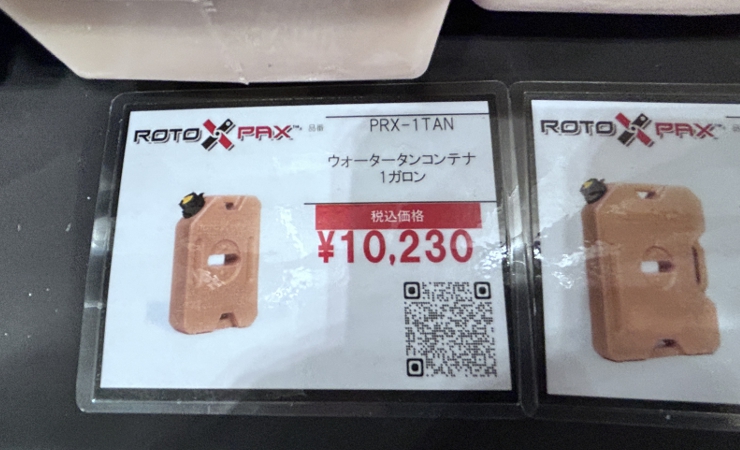 ROTOPAX™ 品番 PRX-1TAN
ウォータータンコンテナ
1ガロン
税込価格
¥10,230
ROTOPAX